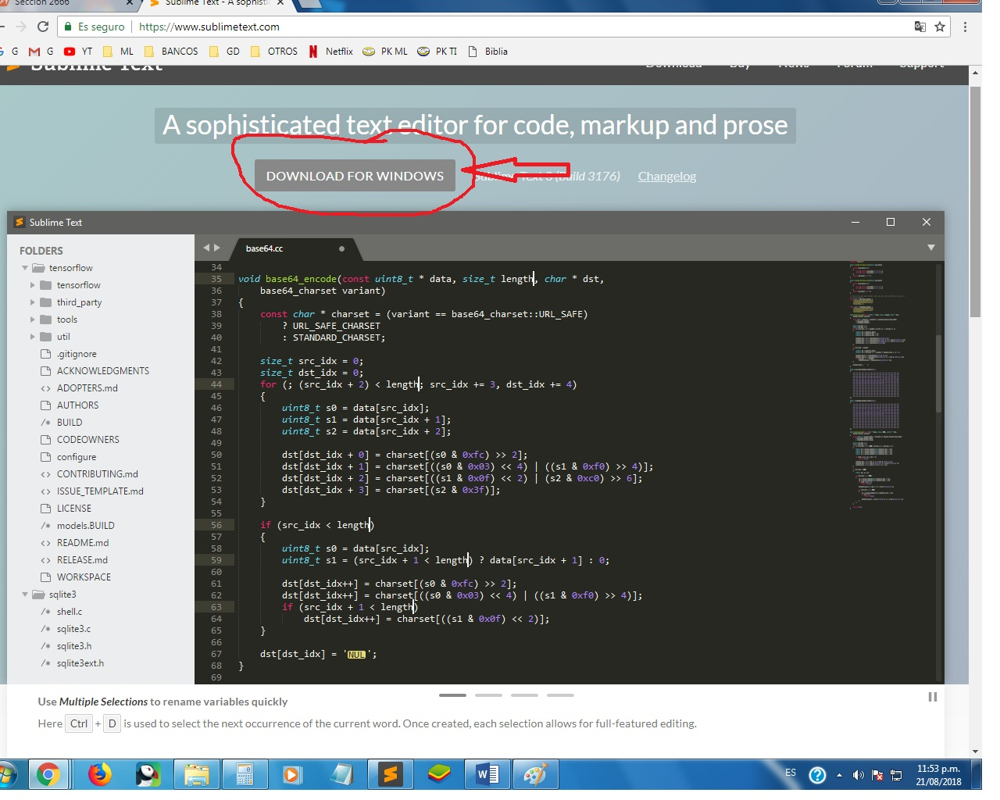 Seccion 2666
Sublime Text - A sophisti
Es seguro | https://www.sublimetext.com
G G YT ML BANCOS GD OTROS Netflix PK ML PK TI Biblia
Sublime Text Download Buy News Forum Support
A sophisticated text editor for code, markup and prose
DOWNLOAD FOR WINDOWS Sublime Text 3 (Build 3176) Changelog
Sublime Text
FOLDERS
tensorflow
tensorflow
third_party
tools
util
.gitignore
ACKNOWLEDGMENTS
<> ADOPTERS.md
AUTHORS
/* BUILD
CODEOWNERS
configure
<> CONTRIBUTING.md
<> ISSUE_TEMPLATE.md
LICENSE
/* models.BUILD
<> README.md
<> RELEASE.md
WORKSPACE
sqlite3
/* shell.c
/* sqlite3.c
/* sqlite3.h
/* sqlite3ext.h
base64.cc
34
35 void base64_encode(const uint8_t * data, size_t length, char * dst,
36 base64_charset variant)
37 {
38 const char * charset = (variant == base64_charset::URL_SAFE)
39 ? URL_SAFE_CHARSET
40 : STANDARD_CHARSET;
41
42 size_t src_idx = 0;
43 size_t dst_idx = 0;
44 for (; (src_idx + 2) < length; src_idx += 3, dst_idx += 4)
45 {
46 uint8_t s0 = data[src_idx];
47 uint8_t s1 = data[src_idx + 1];
48 uint8_t s2 = data[src_idx + 2];
49
50 dst[dst_idx + 0] = charset[(s0 & 0xfc) >> 2];
51 dst[dst_idx + 1] = charset[((s0 & 0x03) << 4) | ((s1 & 0xf0) >> 4)];
52 dst[dst_idx + 2] = charset[((s1 & 0x0f) << 2) | (s2 & 0xc0) >> 6];
53 dst[dst_idx + 3] = charset[(s2 & 0x3f)];
54 }
55
56 if (src_idx < length)
57 {
58 uint8_t s0 = data[src_idx];
59 uint8_t s1 = (src_idx + 1 < length) ? data[src_idx + 1] : 0;
60
61 dst[dst_idx++] = charset[(s0 & 0xfc) >> 2];
62 dst[dst_idx++] = charset[((s0 & 0x03) << 4) | ((s1 & 0xf0) >> 4)];
63 if (src_idx + 1 < length)
64 dst[dst_idx++] = charset[((s1 & 0x0f) << 2)];
65 }
66
67 dst[dst_idx] = 'NUL';
68 }
69
Use Multiple Selections to rename variables quickly
Here Ctrl + D is used to select the next occurrence of the current word. Once created, each selection allows for full-featured editing.
ES 11:53 p.m.
21/08/2018